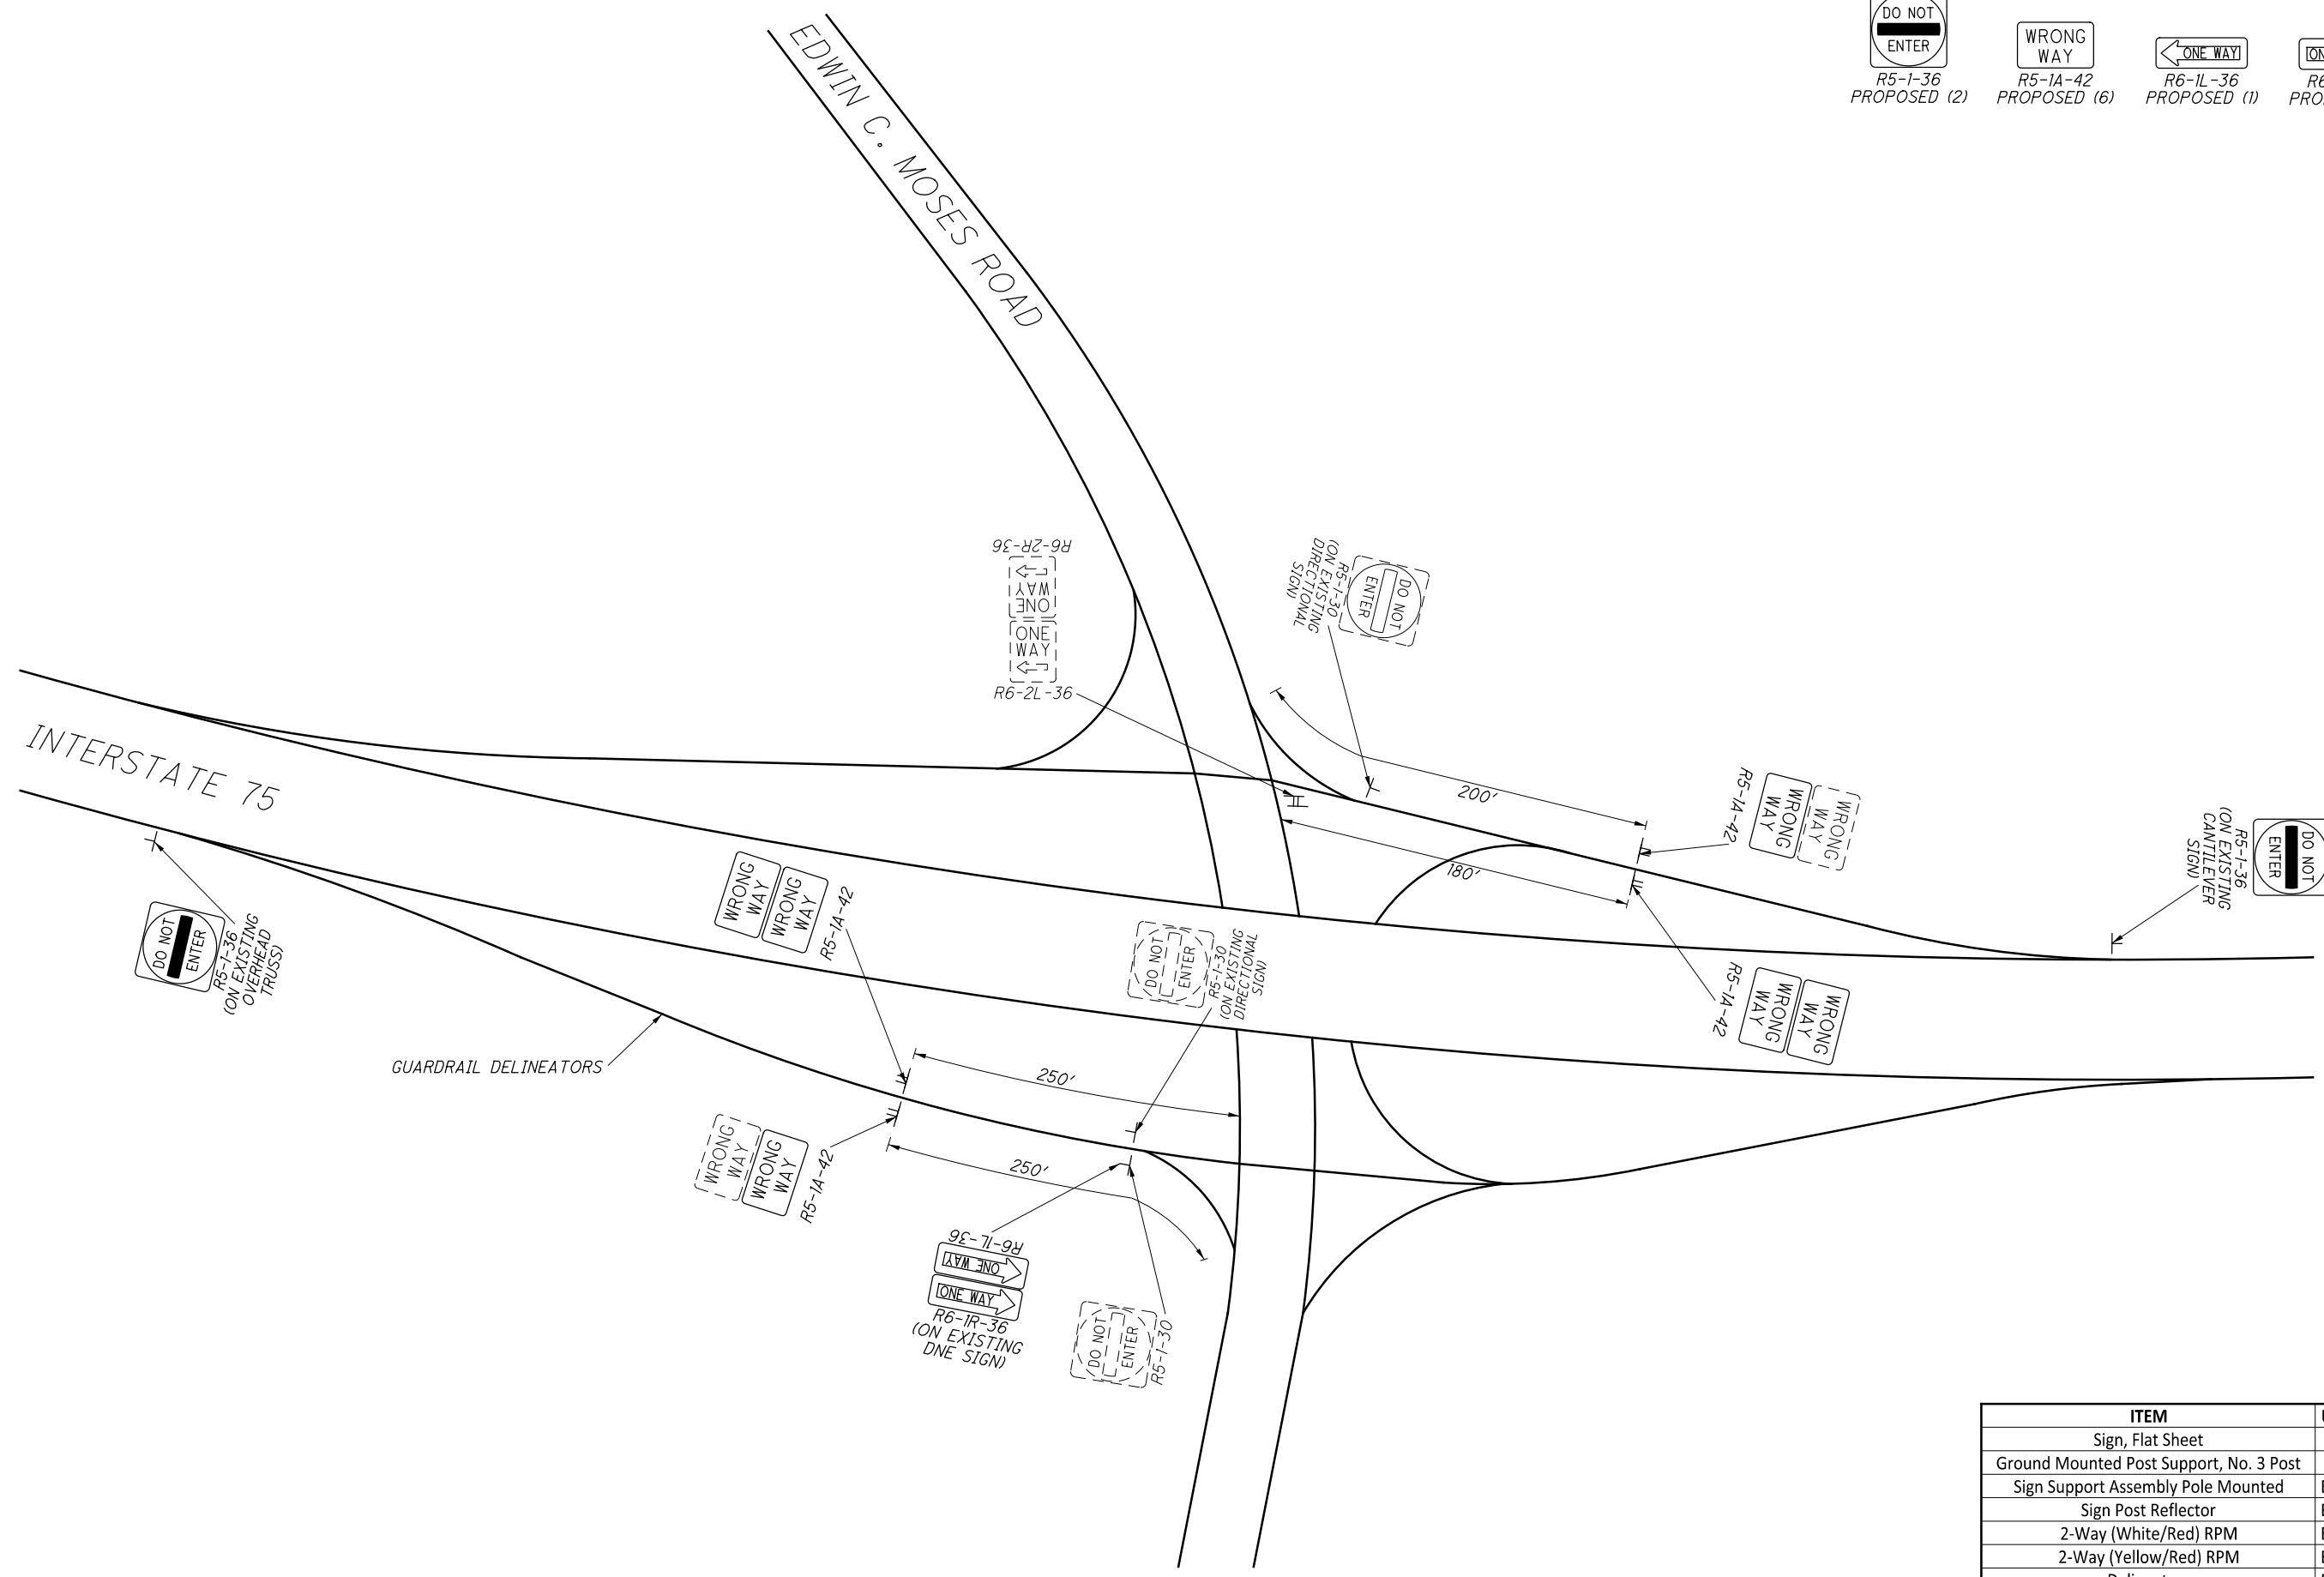 DO NOT
ENTER
R5-1-36
PROPOSED (2)
WRONG
WAY
R5-1A-42
PROPOSED (6)
ONE WAY
R6-1L-36
PROPOSED (1)
EDWIN C. MOSES ROAD
R6-2R-36
ONE
WAY
ONE
WAY
R6-2L-36
DO NOT
ENTER
R5-1-30
(ON EXISTING
DIRECTIONAL
SIGN)
INTERSTATE 75
200'
180'
WRONG
WAY
WRONG
WAY
R5-1A-42
DO NOT
ENTER
R5-1-36
(ON EXISTING
CANTILEVER
SIGN)
WRONG
WAY
WRONG
WAY
R5-1A-42
DO NOT
ENTER
R5-1-36
(ON EXISTING
OVERHEAD
TRUSS)
WRONG
WAY
WRONG
WAY
R5-1A-42
DO NOT
ENTER
R5-1-30
(ON EXISTING
DIRECTIONAL
SIGN)
GUARDRAIL DELINEATORS
250'
250'
WRONG
WAY
WRONG
WAY
R5-1A-42
R6-1L-36
ONE WAY
ONE WAY
R6-1R-36
(ON EXISTING
DNE SIGN)
DO NOT
ENTER
R5-1-30
ITEM
Sign, Flat Sheet
Ground Mounted Post Support, No. 3 Post
Sign Support Assembly Pole Mounted
Sign Post Reflector
2-Way (White/Red) RPM
2-Way (Yellow/Red) RPM